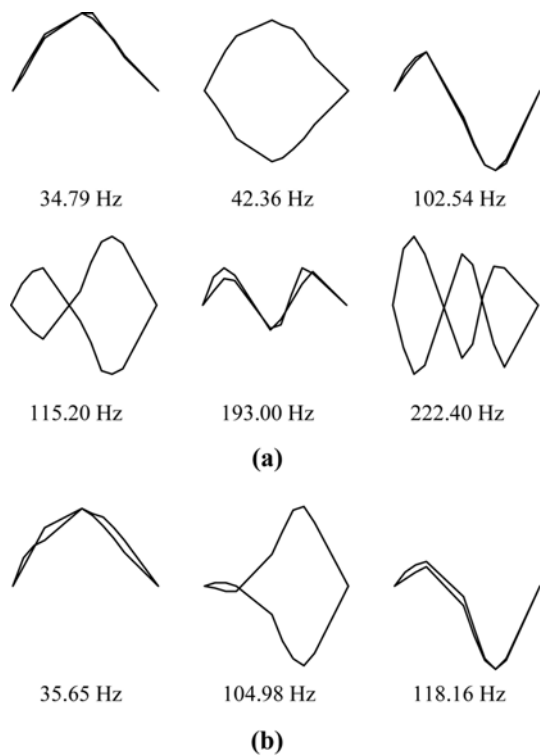 34.79 Hz 42.36 Hz 102.54 Hz
115.20 Hz 193.00 Hz 222.40 Hz
(a)
35.65 Hz 104.98 Hz 118.16 Hz
(b)